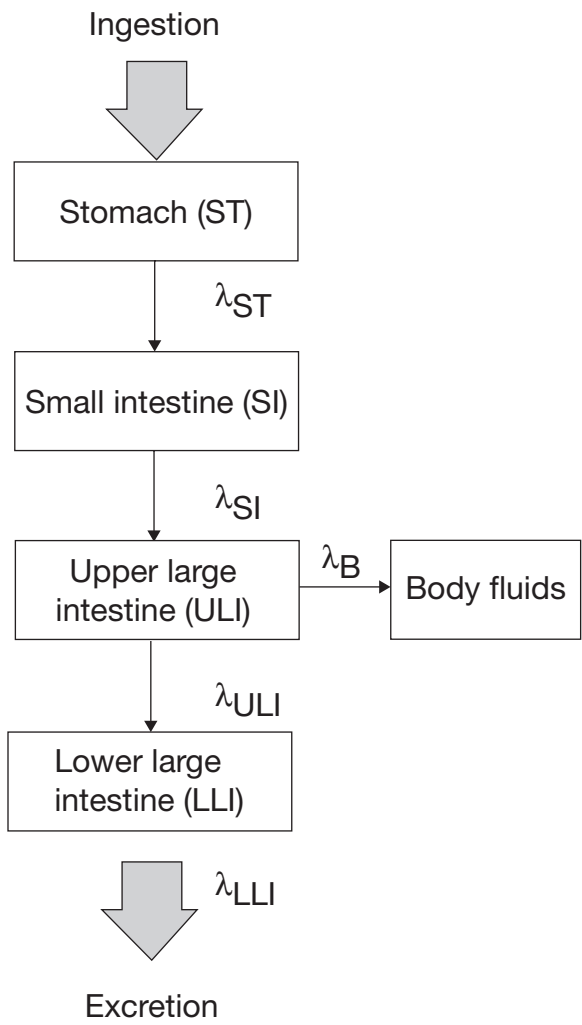 Ingestion
Stomach (ST)
λST
Small intestine (SI)
λSI
Upper large
intestine (ULI)
λB
Body fluids
λULI
Lower large
intestine (LLI)
λLLI
Excretion